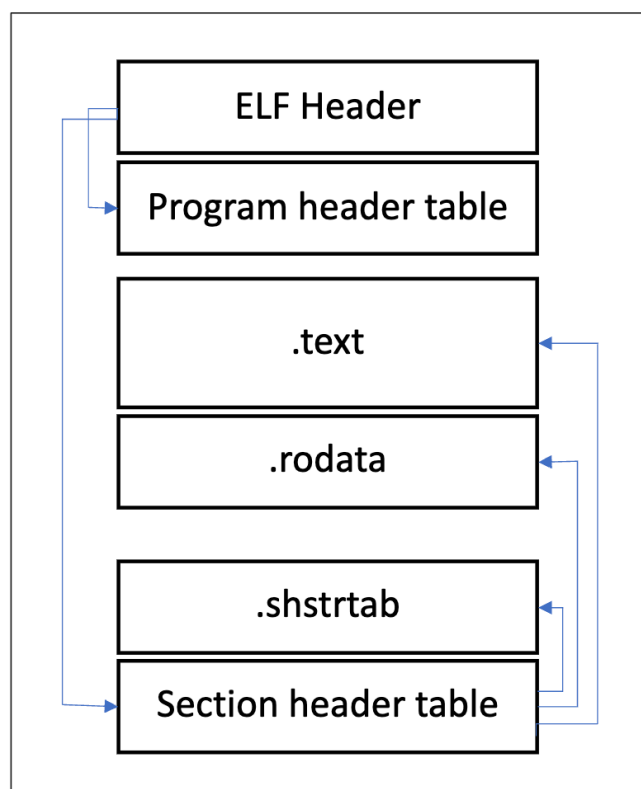 ELF Header
Program header table
.text
.rodata
.shstrtab
Section header table